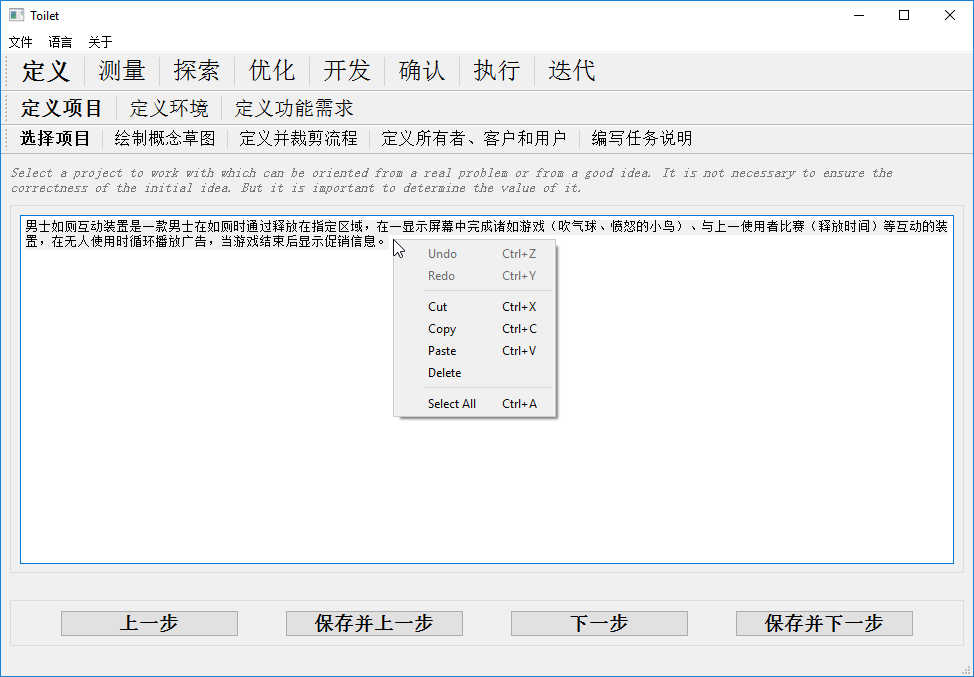 Toilet
文件 语言 关于
定义 测量 探索 优化 开发 确认 执行 迭代
定义项目 定义环境 定义功能需求
选择项目 绘制概念草图 定义并裁剪流程 定义所有者、客户和用户 编写任务说明
Select a project to work with which can be oriented from a real problem or from a good idea. It is not necessary to ensure the
correctness of the initial idea. But it is important to determine the value of it.
男士如厕互动装置是一款男士在如厕时通过释放在指定区域，在一显示屏幕中完成诸如游戏（吹气球、愤怒的小鸟）、与上一使用者比赛（释放时间）等互动的装
置，在无人使用时循环播放广告，当游戏结束后显示促销信息。
Undo Ctrl+Z
Redo Ctrl+Y
Cut Ctrl+X
Copy Ctrl+C
Paste Ctrl+V
Delete
Select All Ctrl+A
上一步 保存并上一步 下一步 保存并下一步